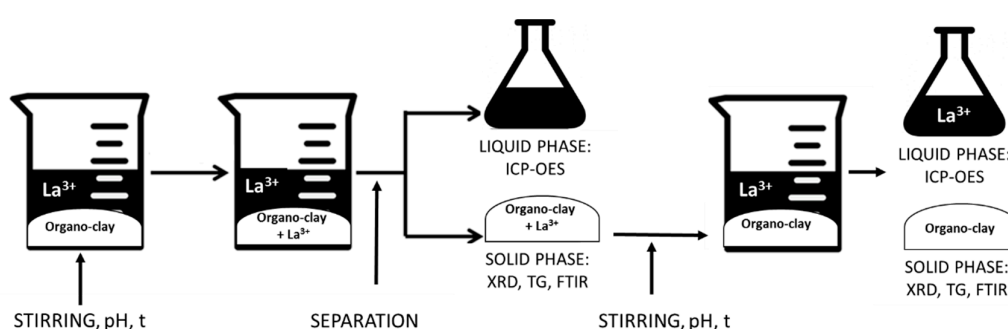 La³⁺
Organo-clay
STIRRING, pH, t
La³⁺
Organo-clay
+ La³⁺
SEPARATION
LIQUID PHASE:
ICP-OES
Organo-clay
+ La³⁺
SOLID PHASE:
XRD, TG, FTIR
STIRRING, pH, t
La³⁺
Organo-clay
La³⁺
LIQUID PHASE:
ICP-OES
Organo-clay
SOLID PHASE:
XRD, TG, FTIR